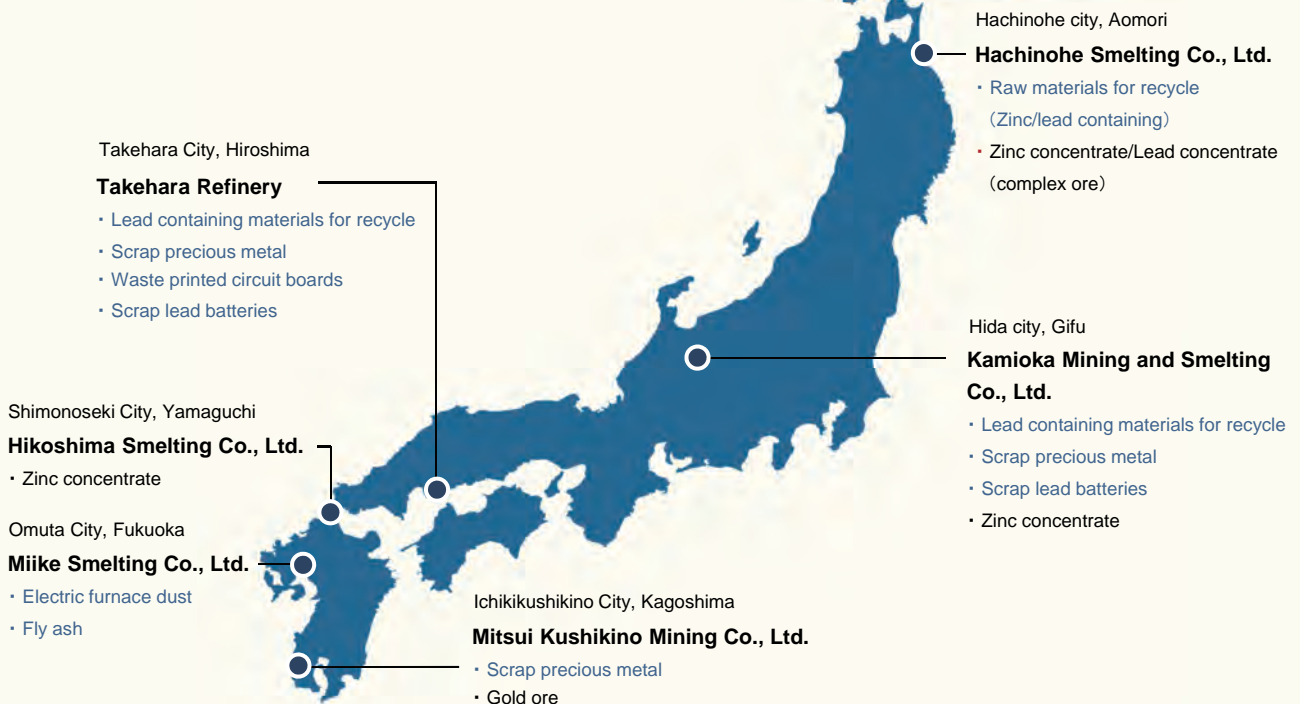 Hachinohe city, Aomori
Hachinohe Smelting Co., Ltd.
・Raw materials for recycle
（Zinc/lead containing）
・Zinc concentrate/Lead concentrate
（complex ore）
Takehara City, Hiroshima
Takehara Refinery
・Lead containing materials for recycle
・Scrap precious metal
・Waste printed circuit boards
・Scrap lead batteries
Hida city, Gifu
Kamioka Mining and Smelting
Co., Ltd.
・Lead containing materials for recycle
・Scrap precious metal
・Scrap lead batteries
・Zinc concentrate
Shimonoseki City, Yamaguchi
Hikoshima Smelting Co., Ltd.
・Zinc concentrate
Omuta City, Fukuoka
Miike Smelting Co., Ltd.
・Electric furnace dust
・Fly ash
Ichikikushikino City, Kagoshima
Mitsui Kushikino Mining Co., Ltd.
・Scrap precious metal
・Gold ore